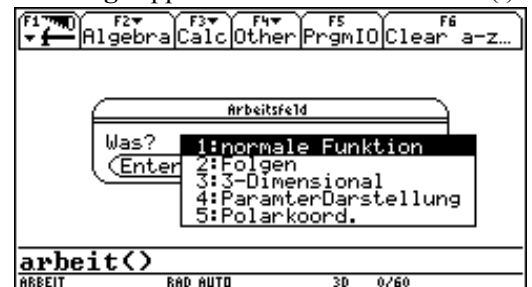 F1 F2 F3 F4 F5 F6
Algebra Calc Other PrgmIO Clear a-z…
Arbeitsfeld
Was?
1:normale Funktion
(Enter
2:Folgen
3:3-Dimensional
4:ParamterDarstellung
5:Polarkoord.
arbeit()
ARBEIT RAD AUTO 3D 0/60